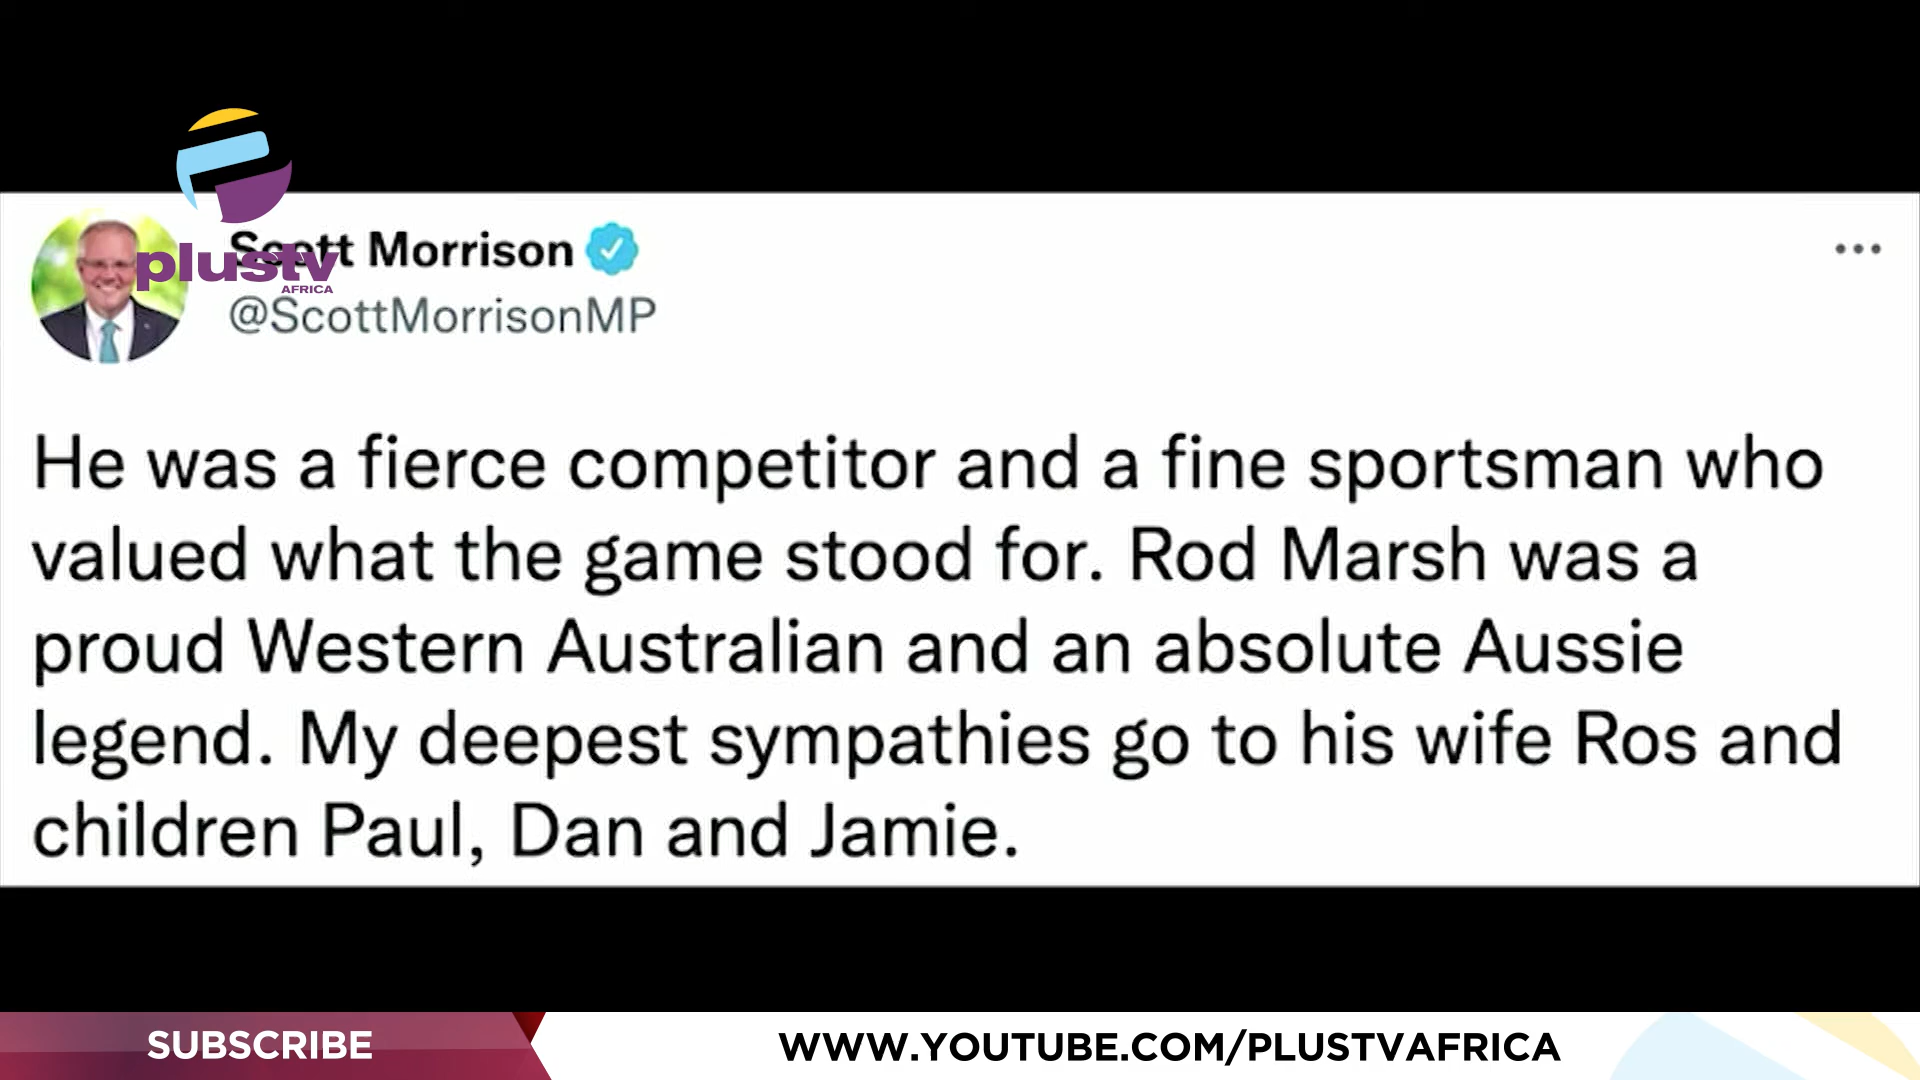 plustv
AFRICA
Scott Morrison
@ScottMorrisonMP
He was a fierce competitor and a fine sportsman who
valued what the game stood for. Rod Marsh was a
proud Western Australian and an absolute Aussie
legend. My deepest sympathies go to his wife Ros and
children Paul, Dan and Jamie.
SUBSCRIBE
WWW.YOUTUBE.COM/PLUSTVAFRICA